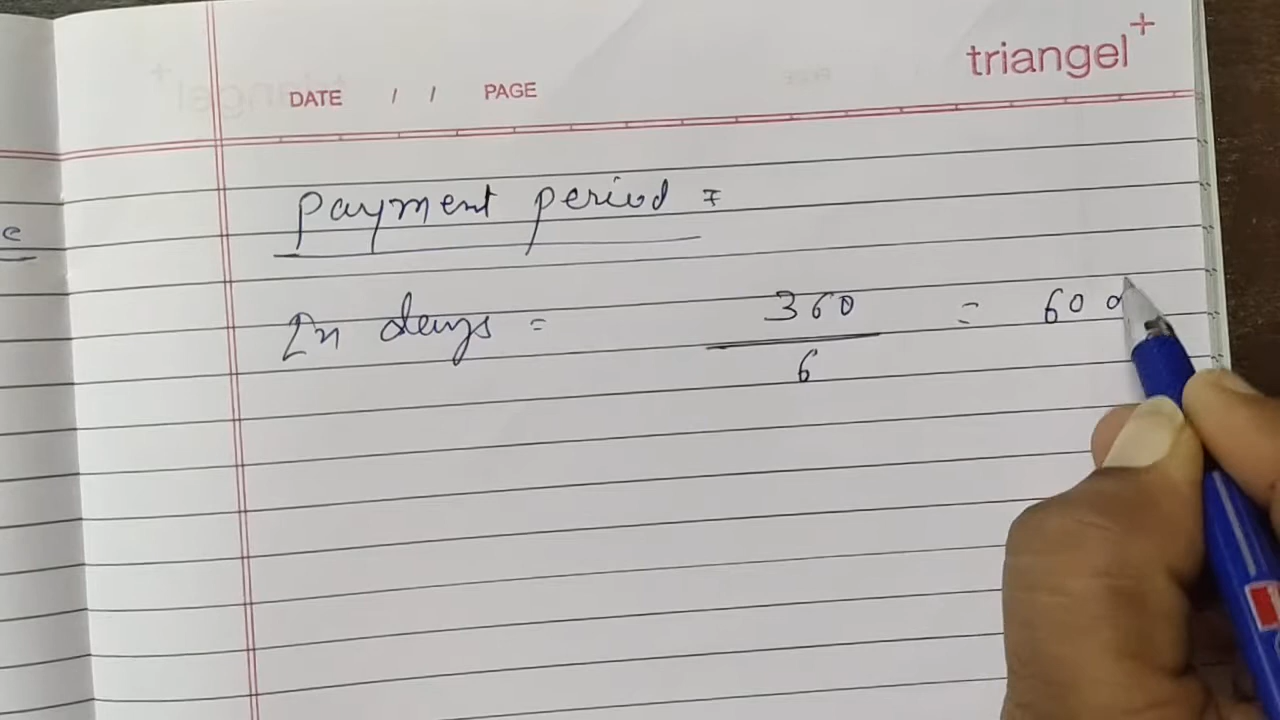 triangel+
DATE / / PAGE
payment period =
In days = 360 / 6 = 60 d
e